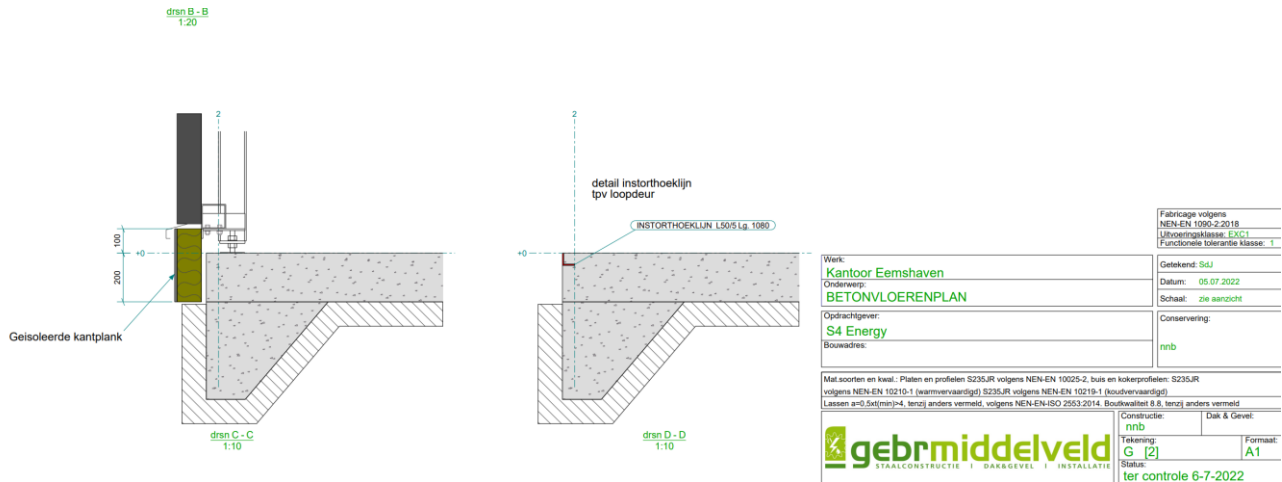 drsn B - B
1:20
2
100
+0
200
Geisoleerde kantplank
drsn C - C
1:10
2
detail instorthoeklijn
tpv loopdeur
INSTORTHOEKLIJN L50/5 Lg. 1080
+0
drsn D - D
1:10
Fabricage volgens
NEN-EN 1090-2:2018
Uitvoeringsklasse: EXC1
Functionele tolerantie klasse: 1
Werk:
Kantoor Eemshaven
Onderwerp:
BETONVLOERENPLAN
Getekend: SdJ
Datum: 05.07.2022
Schaal: zie aanzicht
Opdrachtgever:
S4 Energy
Bouwadres:
Conservering:
nnb
Mat.soorten en kwal.: Platen en profielen S235JR volgens NEN-EN 10025-2, buis en kokerprofielen: S235JR
volgens NEN-EN 10210-1 (warmvervaardigd) S235JR volgens NEN-EN 10219-1 (koudvervaardigd)
Lassen a=0,5xt(min)>4, tenzij anders vermeld, volgens NEN-EN-ISO 2553:2014. Boutkwaliteit 8.8, tenzij anders vermeld
gebrmiddelveld
STAALCONSTRUCTIE | DAK&GEVEL | INSTALLATIE
Constructie:
nnb
Dak & Gevel:
Tekening:
G [2]
Formaat:
A1
Status:
ter controle 6-7-2022